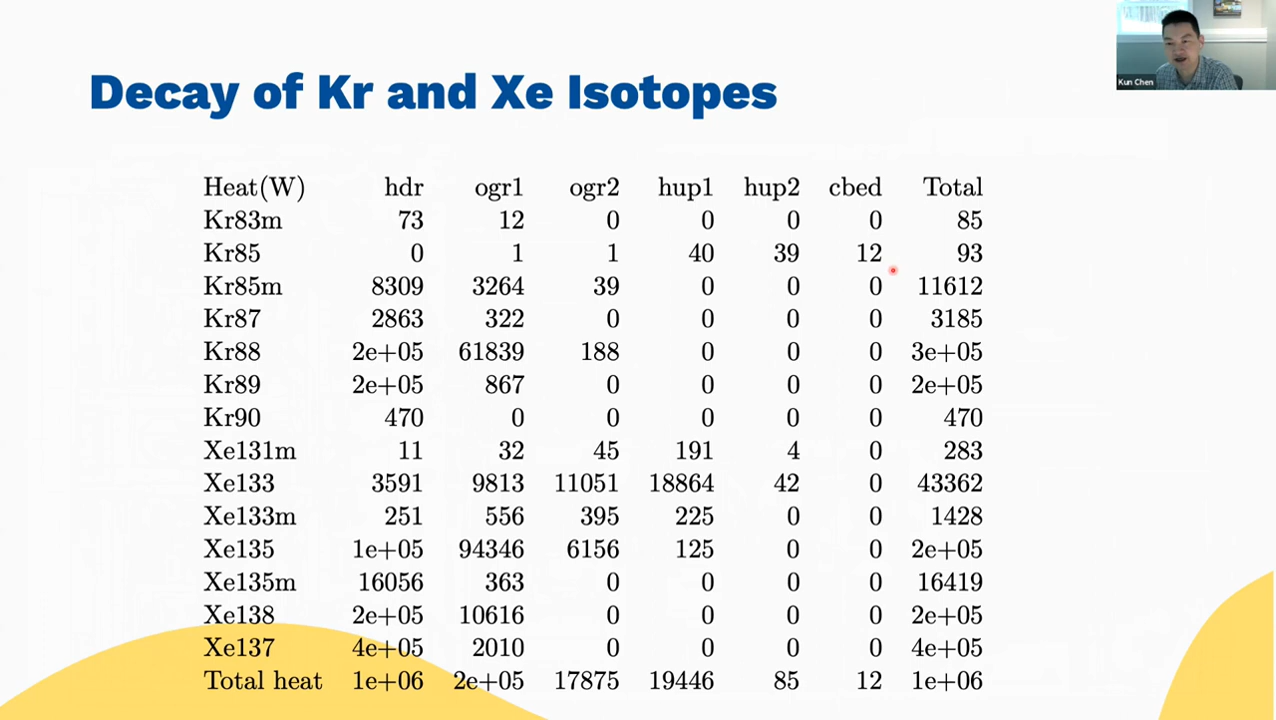 Kun Chen
Decay of Kr and Xe Isotopes
Heat(W) hdr ogr1 ogr2 hup1 hup2 cbed Total
Kr83m 73 12 0 0 0 0 85
Kr85 0 1 1 40 39 12 93
Kr85m 8309 3264 39 0 0 0 11612
Kr87 2863 322 0 0 0 0 3185
Kr88 2e+05 61839 188 0 0 0 3e+05
Kr89 2e+05 867 0 0 0 0 2e+05
Kr90 470 0 0 0 0 0 470
Xe131m 11 32 45 191 4 0 283
Xe133 3591 9813 11051 18864 42 0 43362
Xe133m 251 556 395 225 0 0 1428
Xe135 1e+05 94346 6156 125 0 0 2e+05
Xe135m 16056 363 0 0 0 0 16419
Xe138 2e+05 10616 0 0 0 0 2e+05
Xe137 4e+05 2010 0 0 0 0 4e+05
Total heat 1e+06 2e+05 17875 19446 85 12 1e+06